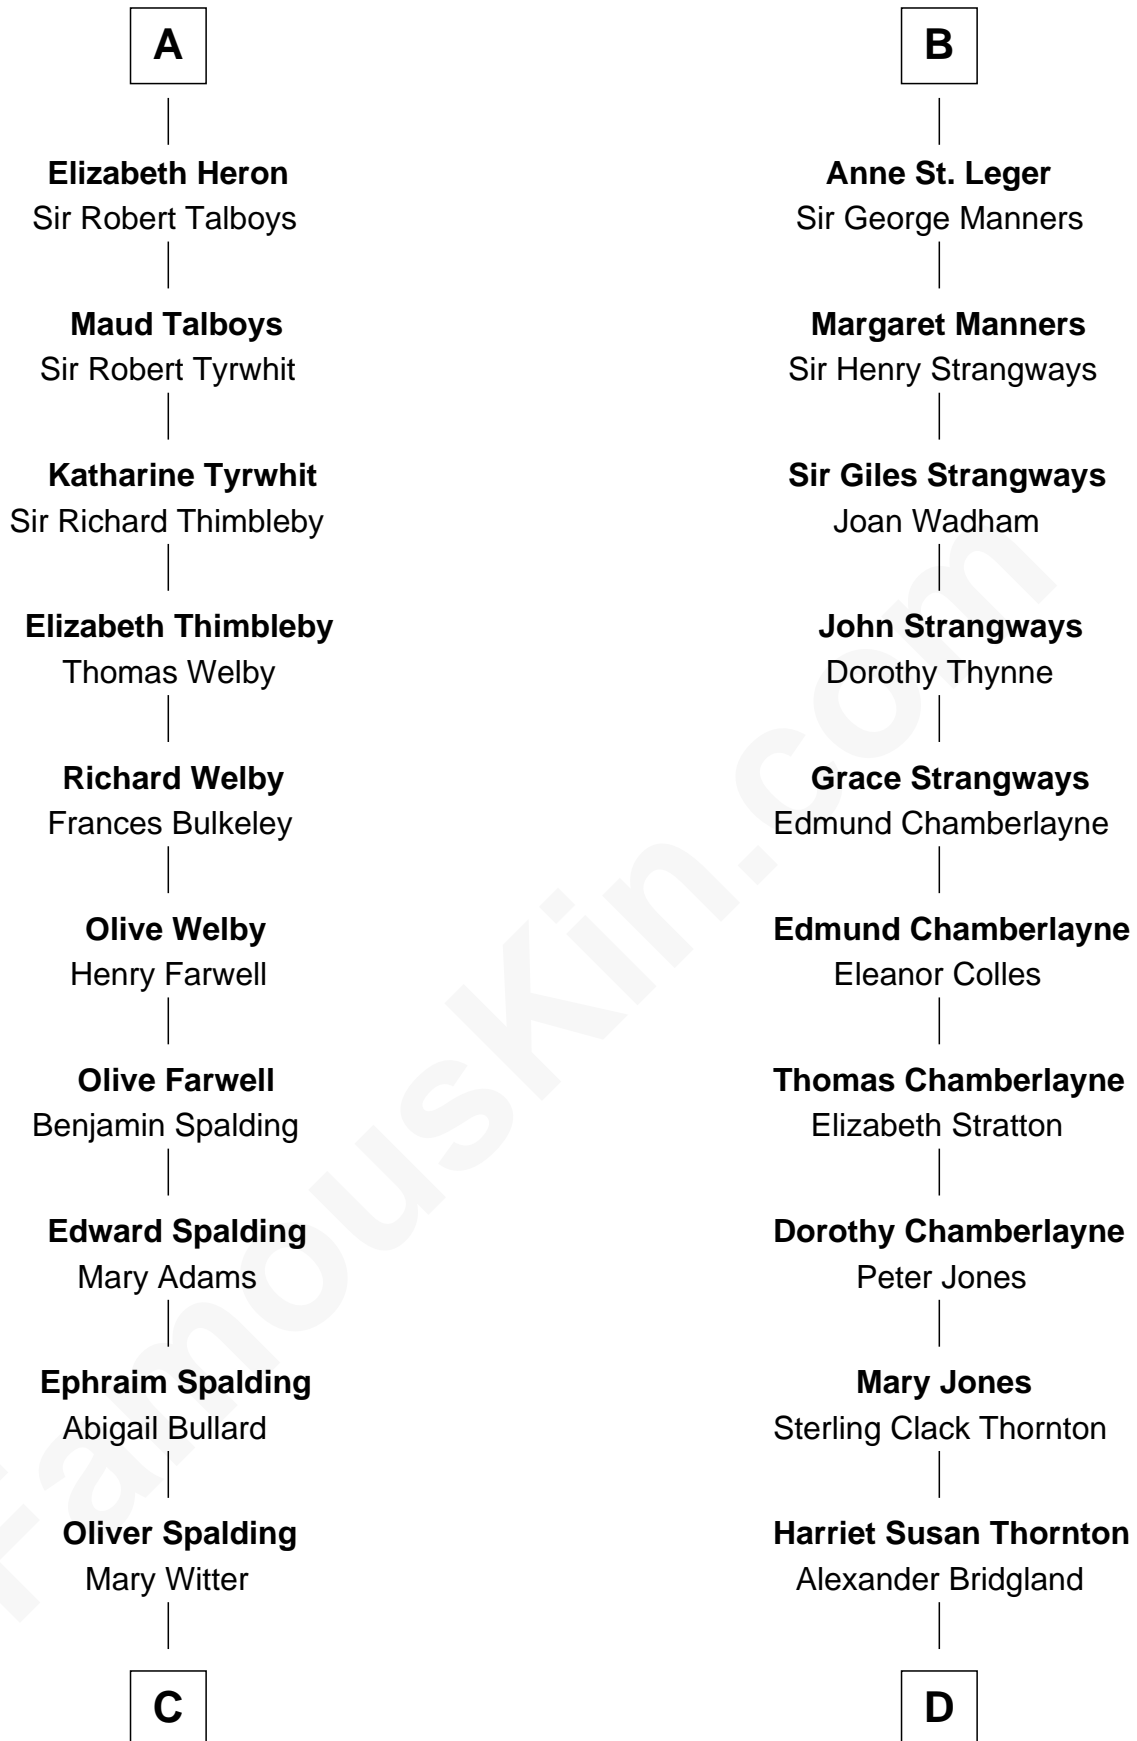 A
Elizabeth Heron
Sir Robert Talboys
Maud Talboys
Sir Robert Tyrwhit
Katharine Tyrwhit
Sir Richard Thimbleby
Elizabeth Thimbleby
Thomas Welby
Richard Welby
Frances Bulkeley
Olive Welby
Henry Farwell
Olive Farwell
Benjamin Spalding
Edward Spalding
Mary Adams
Ephraim Spalding
Abigail Bullard
Oliver Spalding
Mary Witter
C
B
Anne St. Leger
Sir George Manners
Margaret Manners
Sir Henry Strangways
Sir Giles Strangways
Joan Wadham
John Strangways
Dorothy Thynne
Grace Strangways
Edmund Chamberlayne
Edmund Chamberlayne
Eleanor Colles
Thomas Chamberlayne
Elizabeth Stratton
Dorothy Chamberlayne
Peter Jones
Mary Jones
Sterling Clack Thornton
Harriet Susan Thornton
Alexander Bridgland
D
FamousKin.com